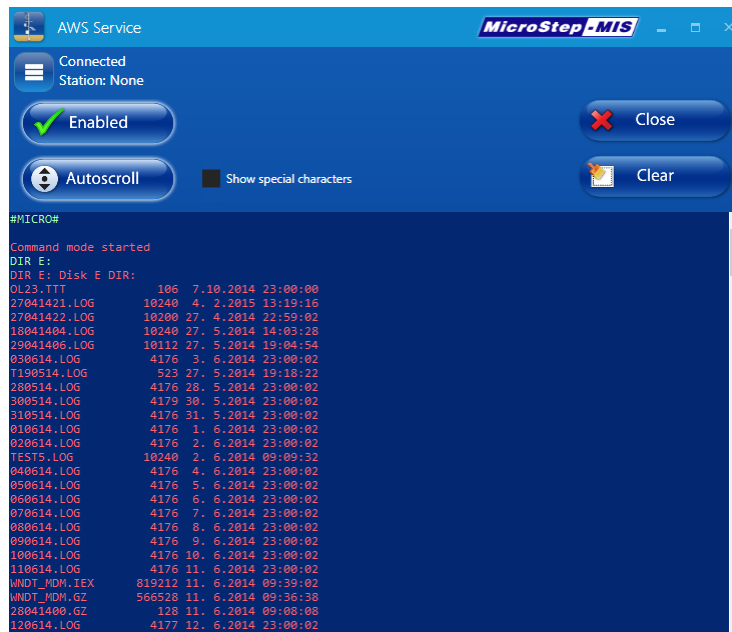 AWS Service
MicroStep-MIS
Connected
Station: None
Enabled
Close
Autoscroll
Show special characters
Clear
#MICRO#
Command mode started
DIR E:
DIR E: Disk E DIR:
OL23.TTT 106 7.10.2014 23:00:00
27041421.LOG 10240 4. 2.2015 13:19:16
27041422.LOG 10200 27. 4.2014 22:59:02
18041404.LOG 10240 27. 5.2014 14:03:28
29041406.LOG 10112 27. 5.2014 19:04:54
030614.LOG 4176 3. 6.2014 23:00:02
T190514.LOG 523 27. 5.2014 19:18:22
280514.LOG 4176 28. 5.2014 23:00:02
300514.LOG 4179 30. 5.2014 23:00:02
310514.LOG 4176 31. 5.2014 23:00:02
010614.LOG 4176 1. 6.2014 23:00:02
020614.LOG 4176 2. 6.2014 23:00:02
TEST5.LOG 10240 2. 6.2014 09:09:32
040614.LOG 4176 4. 6.2014 23:00:02
050614.LOG 4176 5. 6.2014 23:00:02
060614.LOG 4176 6. 6.2014 23:00:02
070614.LOG 4176 7. 6.2014 23:00:02
080614.LOG 4176 8. 6.2014 23:00:02
090614.LOG 4176 9. 6.2014 23:00:02
100614.LOG 4176 10. 6.2014 23:00:02
110614.LOG 4176 11. 6.2014 23:00:02
WNDT_MDM.IEX 819212 11. 6.2014 09:39:02
WNDT_MDM.GZ 566528 11. 6.2014 09:36:38
28041400.GZ 128 11. 6.2014 09:08:08
120614.LOG 4177 12. 6.2014 23:00:02